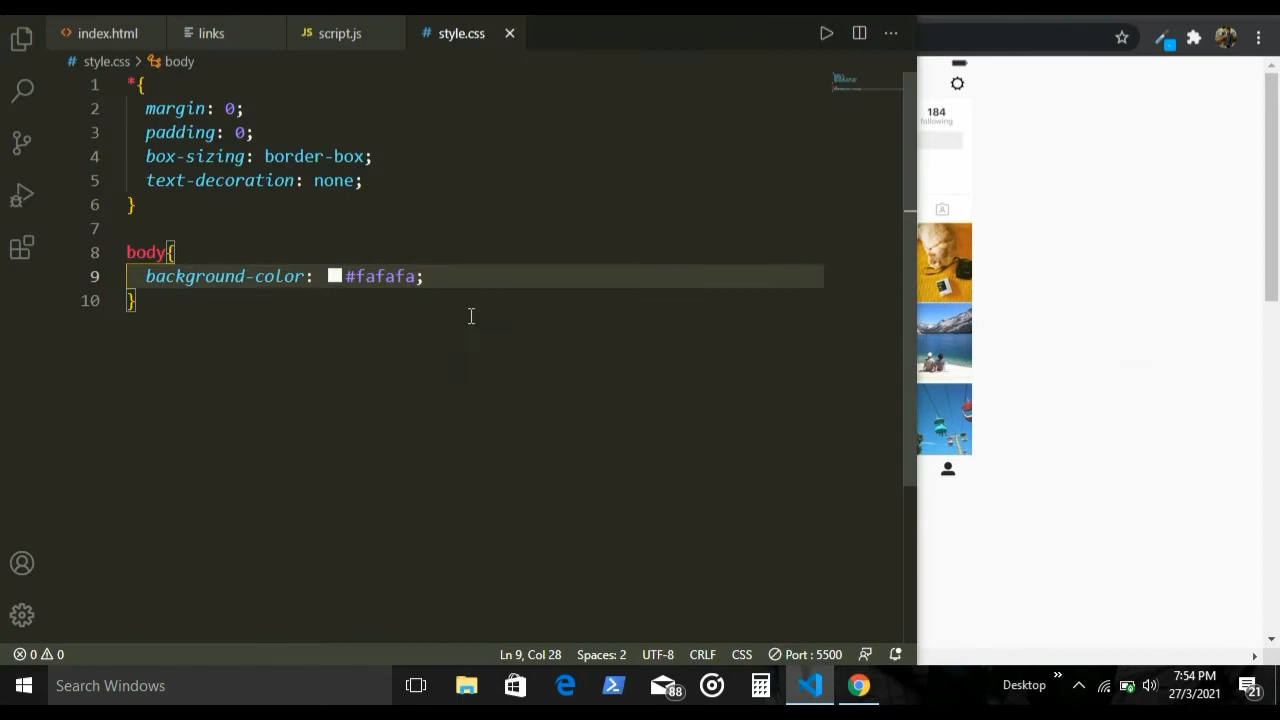 index.html
links
JS script.js
# style.css
# style.css > body
1 *{
2 margin: 0;
3 padding: 0;
4 box-sizing: border-box;
5 text-decoration: none;
6 }
7
8 body{
9 background-color: #fafafa;
10 }
184
following
0 0
Ln 9, Col 28
Spaces: 2
UTF-8
CRLF
CSS
Port : 5500
Search Windows
88
Desktop
7:54 PM
27/3/2021
21